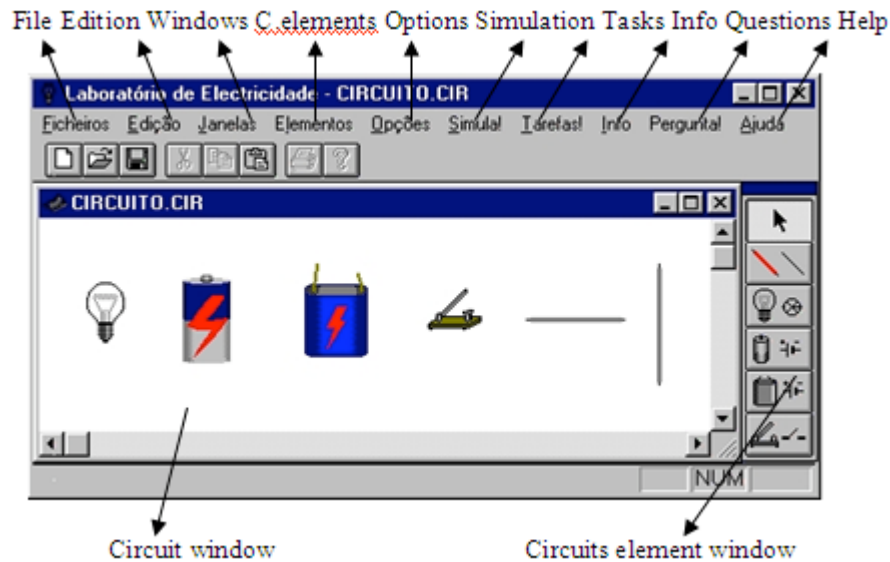 File Edition Windows C.elements Options Simulation Tasks Info Questions Help
Laboratório de Electricidade - CIRCUITO.CIR
Ficheiros Edição Janelas Elementos Opções Simula! Tarefas! Info Pergunta! Ajuda
CIRCUITO.CIR
NUM
Circuit window Circuits element window